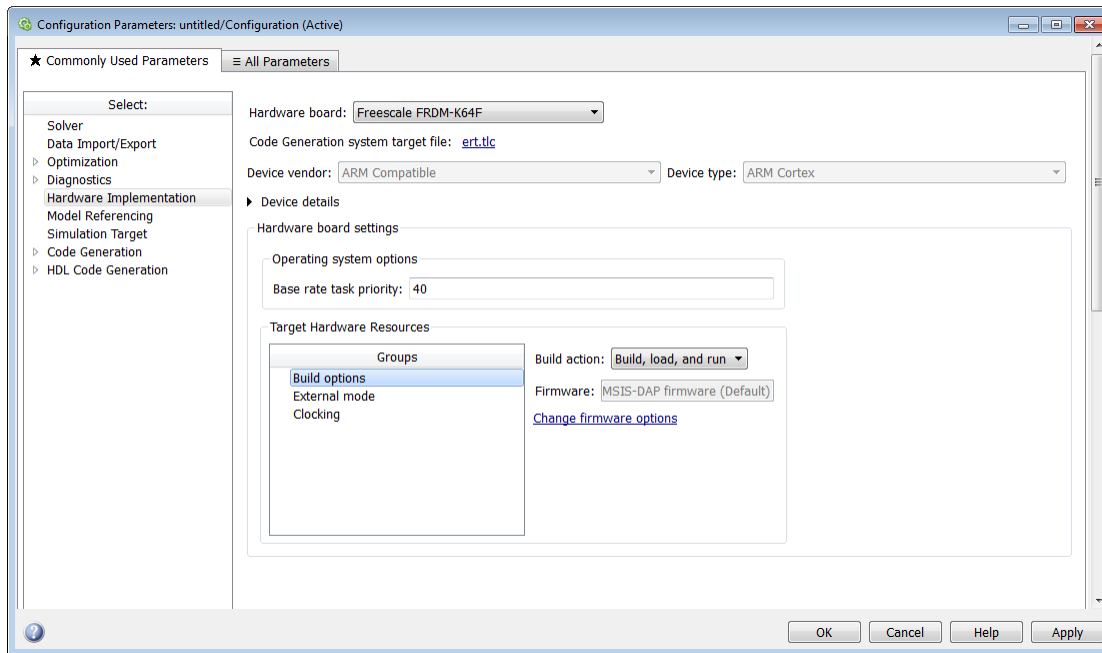 Configuration Parameters: untitled/Configuration (Active)
★ Commonly Used Parameters
≡ All Parameters
Select:
Solver
Data Import/Export
Optimization
Diagnostics
Hardware Implementation
Model Referencing
Simulation Target
Code Generation
HDL Code Generation
Hardware board: Freescale FRDM-K64F
Code Generation system target file: ert.tlc
Device vendor: ARM Compatible Device type: ARM Cortex
Device details
Hardware board settings
Operating system options
Base rate task priority: 40
Target Hardware Resources
Groups
Build options
External mode
Clocking
Build action: Build, load, and run
Firmware: MSIS-DAP firmware (Default)
Change firmware options
OK Cancel Help Apply